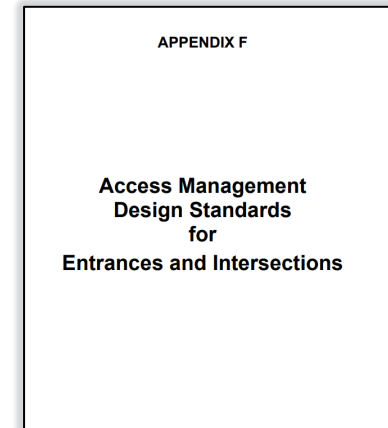 APPENDIX F
Access Management
Design Standards
for
Entrances and Intersections